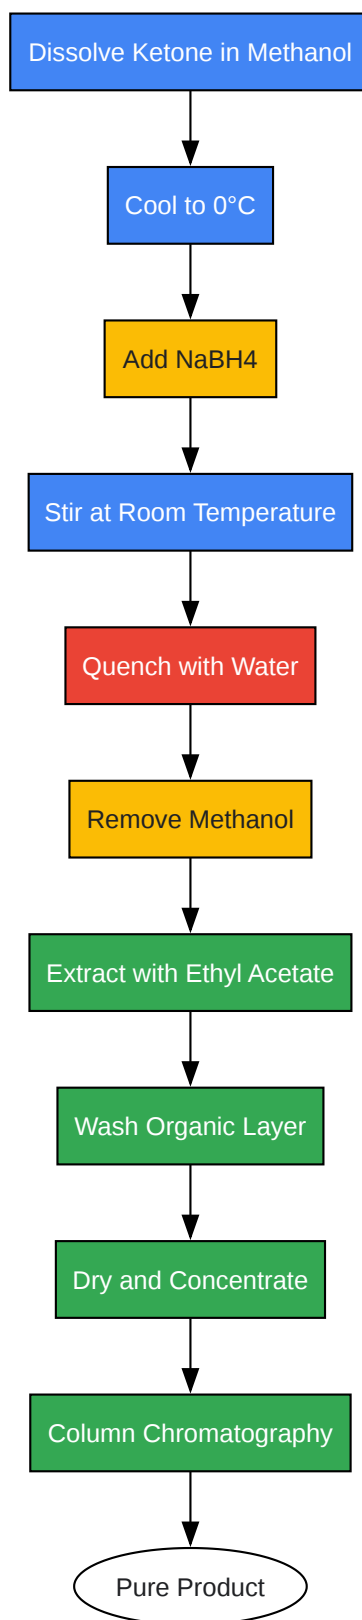 Dissolve Ketone in Methanol
Cool to 0°C
Add NaBH4
Stir at Room Temperature
Quench with Water
Remove Methanol
Extract with Ethyl Acetate
Wash Organic Layer
Dry and Concentrate
Column Chromatography
Pure Product